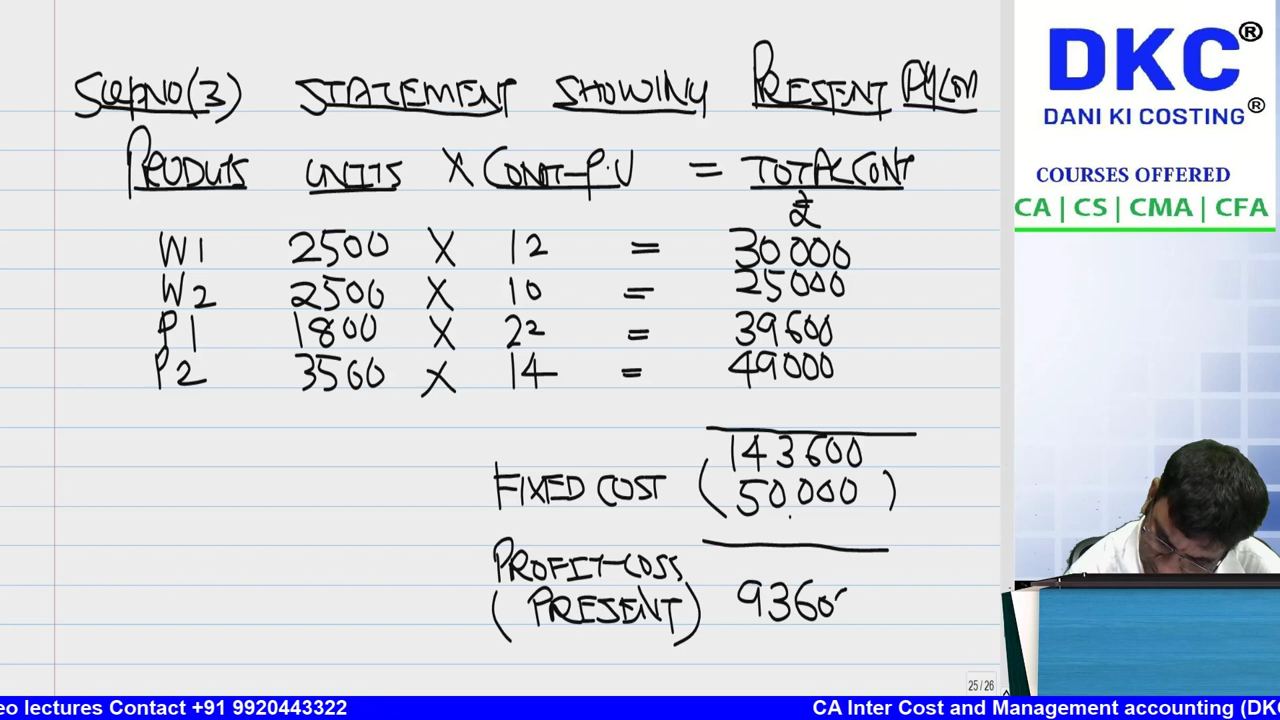 STEP NO (3) STATEMENT SHOWING PRESENT P/L
PRODUTS UNITS X CONT-P.U = TOTAL CONT
₹
W1 2500 X 12 = 30000
W2 2500 X 10 = 25000
P1 1800 X 22 = 39600
P2 3500 X 14 = 49000
143600
FIXED COST (50,000)
PROFIT-LOSS
(PRESENT) 93600
DKC®
DANI KI COSTING®
COURSES OFFERED
CA | CS | CMA | CFA
25 / 26
eo lectures Contact +91 9920443322 CA Inter Cost and Management accounting (DK